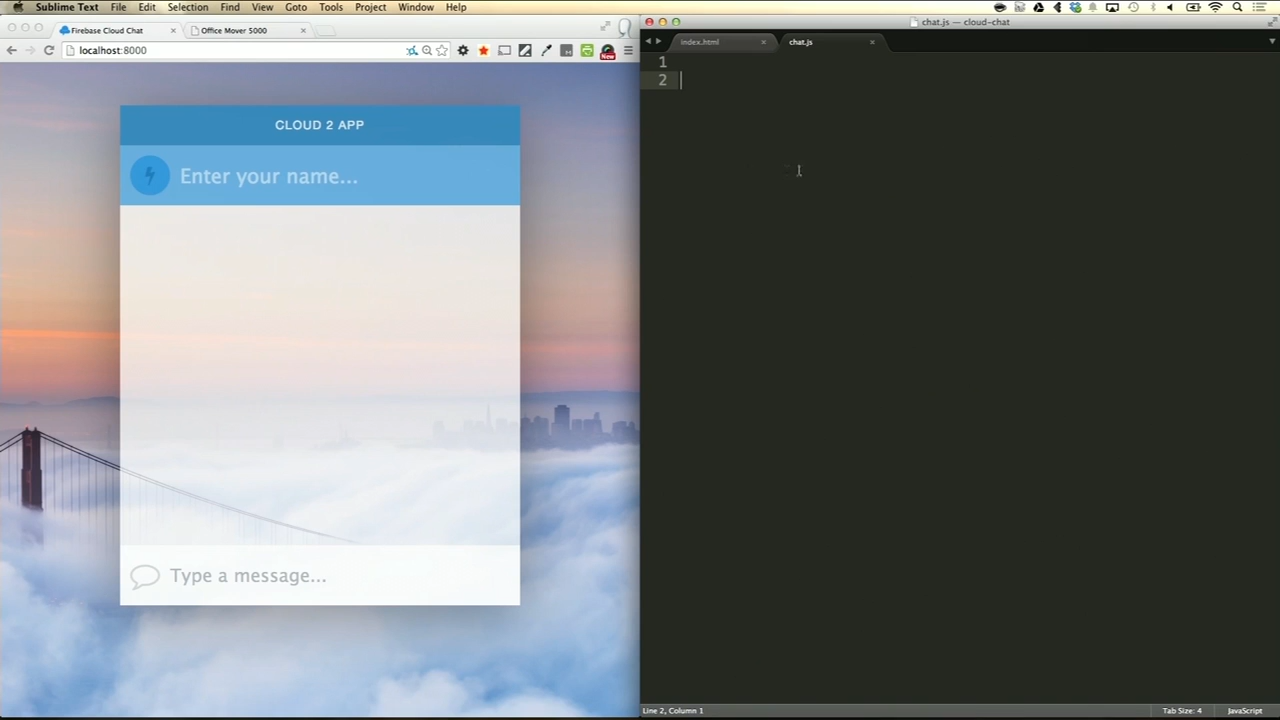 Sublime Text File Edit Selection Find View Goto Tools Project Window Help
Firebase Cloud Chat
Office Mover 5000
localhost:8000
New
CLOUD 2 APP
Enter your name...
Type a message...
chat.js — cloud-chat
index.html
chat.js
1
2
Line 2, Column 1
Tab Size: 4
JavaScript